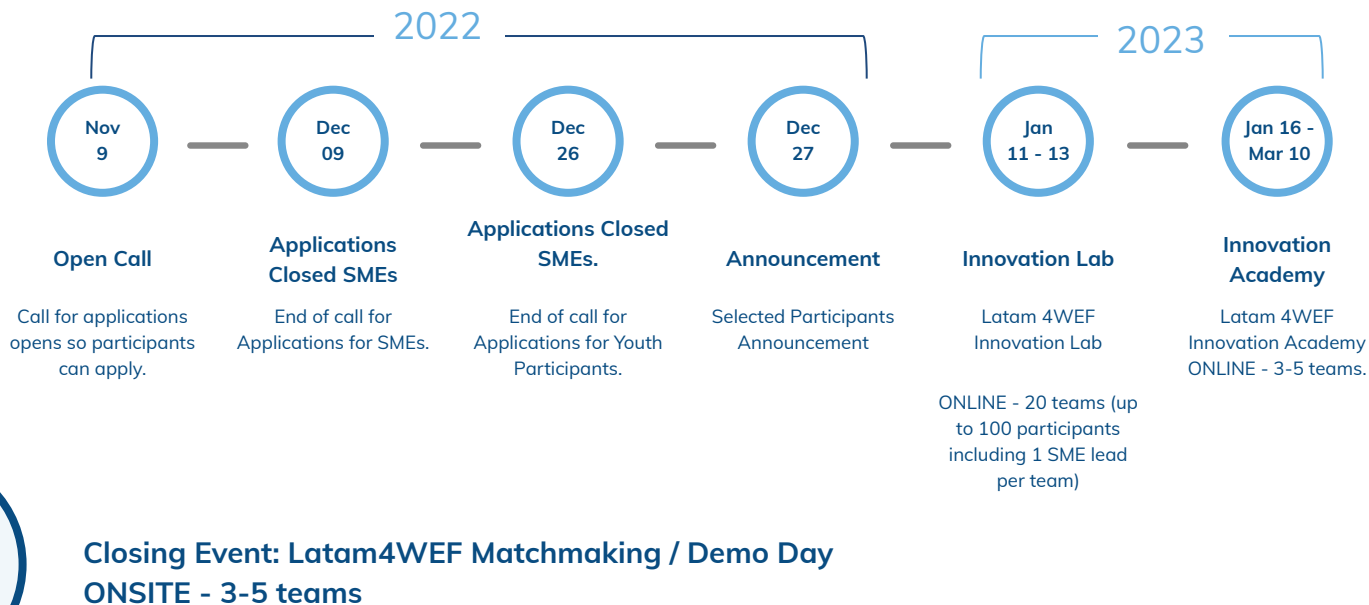 2022
2023
Nov
9
Dec
09
Dec
26
Dec
27
Jan
11 - 13
Jan 16 -
Mar 10
Open Call
Call for applications
opens so participants
can apply.
Applications
Closed SMEs
End of call for
Applications for SMEs.
Applications Closed
SMEs.
End of call for
Applications for Youth
Participants.
Announcement
Selected Participants
Announcement
Innovation Lab
Latam 4WEF
Innovation Lab
ONLINE - 20 teams (up
to 100 participants
including 1 SME lead
per team)
Innovation
Academy
Latam 4WEF
Innovation Academy
ONLINE - 3-5 teams.
Closing Event: Latam4WEF Matchmaking / Demo Day
ONSITE - 3-5 teams